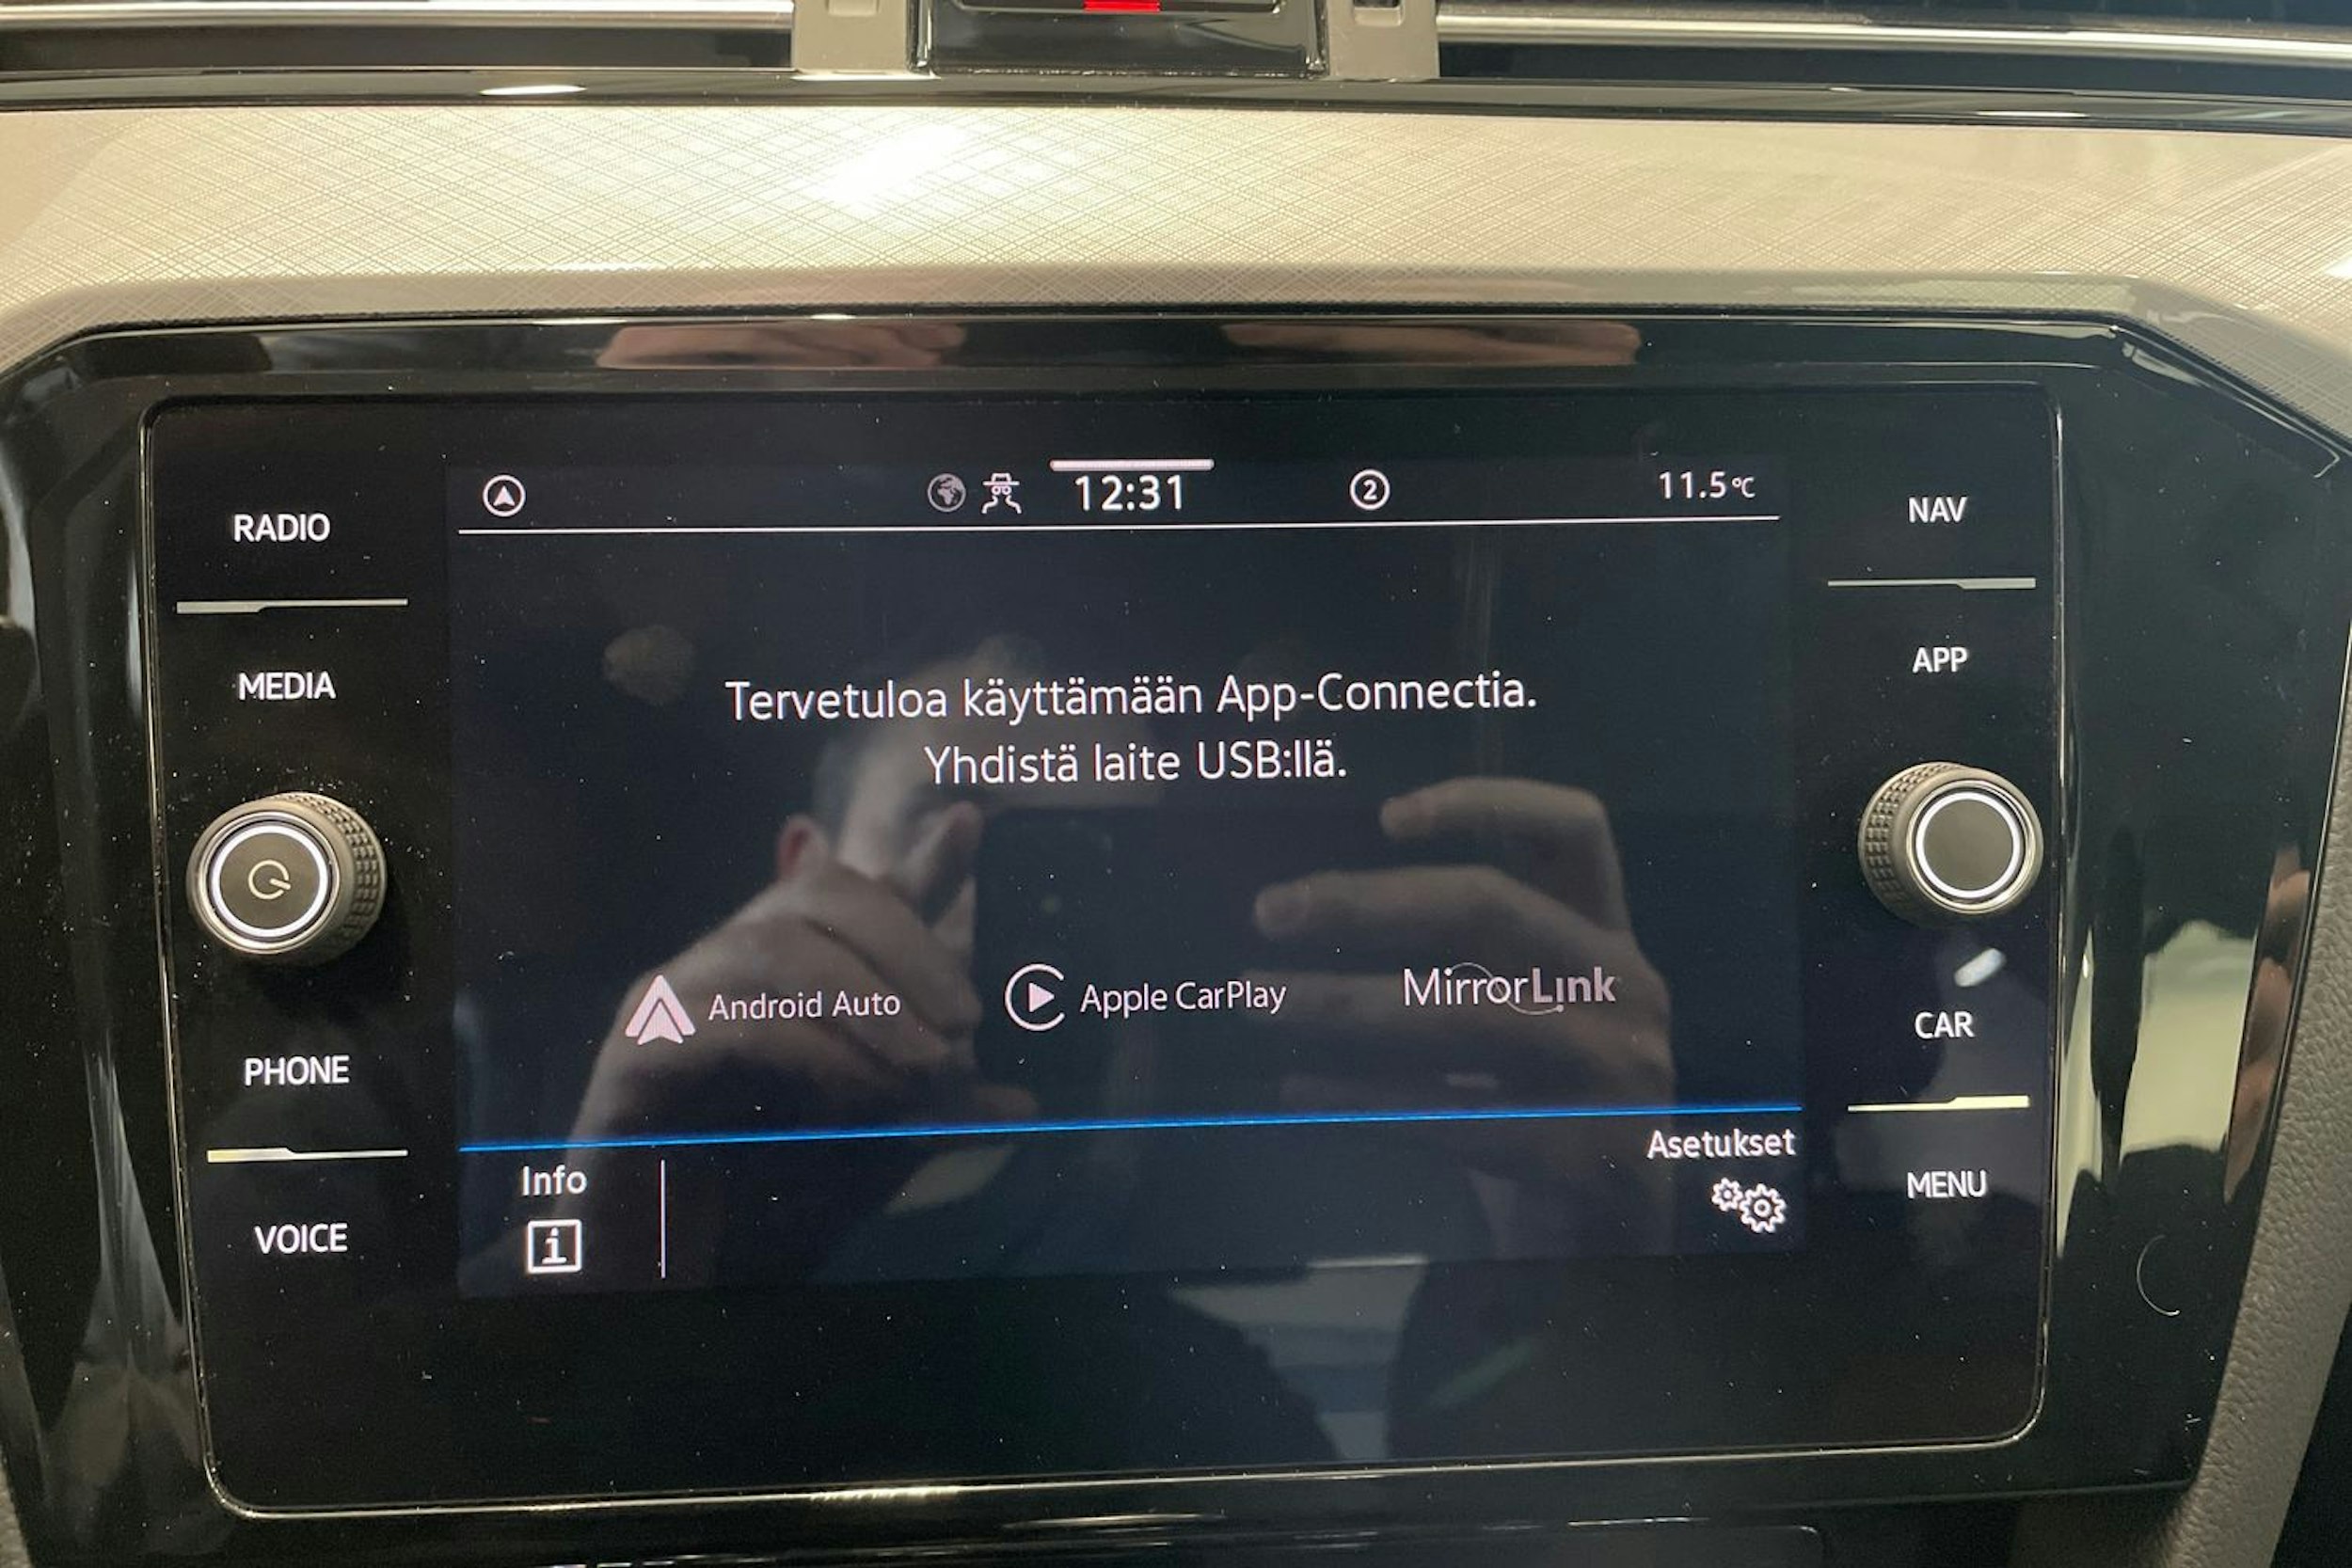 12:31
2
11.5°C
RADIO
NAV
MEDIA
APP
Tervetuloa käyttämään App-Connectia.
Yhdistä laite USB:llä.
Android Auto
Apple CarPlay
MirrorLink
PHONE
CAR
Info
Asetukset
VOICE
MENU